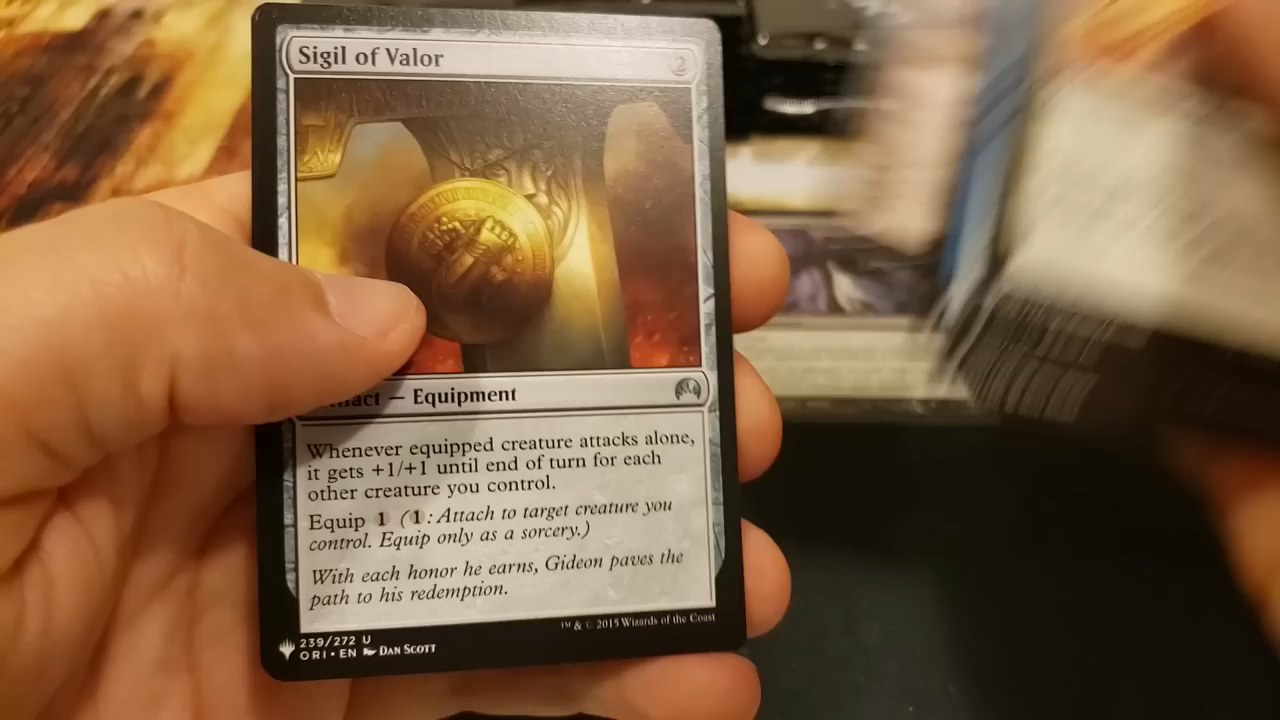 Sigil of Valor 2
— Equipment
Whenever equipped creature attacks alone,
it gets +1/+1 until end of turn for each
other creature you control.
Equip 1 (1: Attach to target creature you
control. Equip only as a sorcery.)
With each honor he earns, Gideon paves the
path to his redemption.
239/272 U
ORI • EN DAN SCOTT
™ & © 2015 Wizards of the Coast